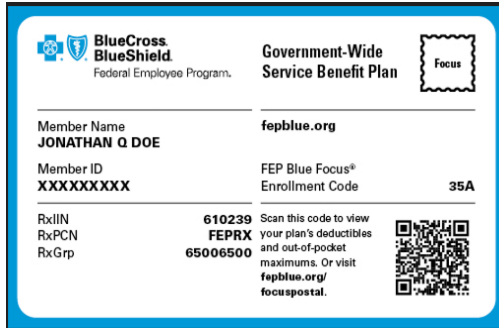 BlueCross.
BlueShield.
Federal Employee Program.
Government-Wide
Service Benefit Plan
Focus
Member Name
JONATHAN Q DOE
Member ID
XXXXXXXXX
fepblue.org
FEP Blue Focus®
Enrollment Code 35A
RxIIN 610239
RxPCN FEPRX
RxGrp 65006500
Scan this code to view
your plan's deductibles
and out-of-pocket
maximums. Or visit
fepblue.org/
focuspostal.